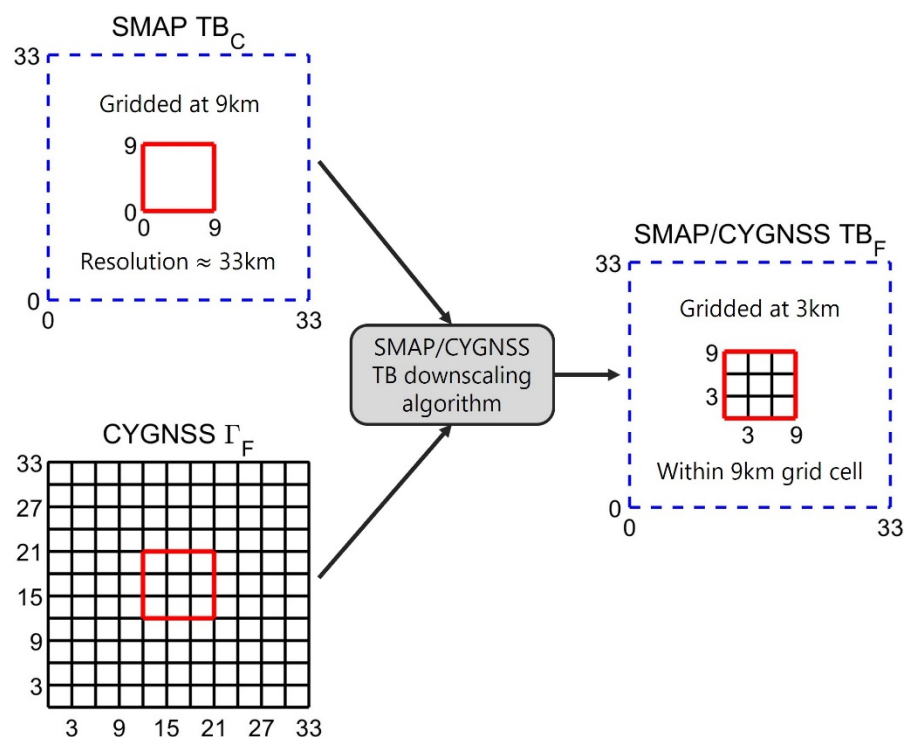 SMAP TB_C
33
Gridded at 9km
9
0
0 9
Resolution ≈ 33km
0
0 33
SMAP/CYGNSS
TB downscaling
algorithm
SMAP/CYGNSS TB_F
33
Gridded at 3km
9
3
3 9
Within 9km grid cell
0
0 33
CYGNSS Γ_F
33
27
21
15
9
3
3 9 15 21 27 33